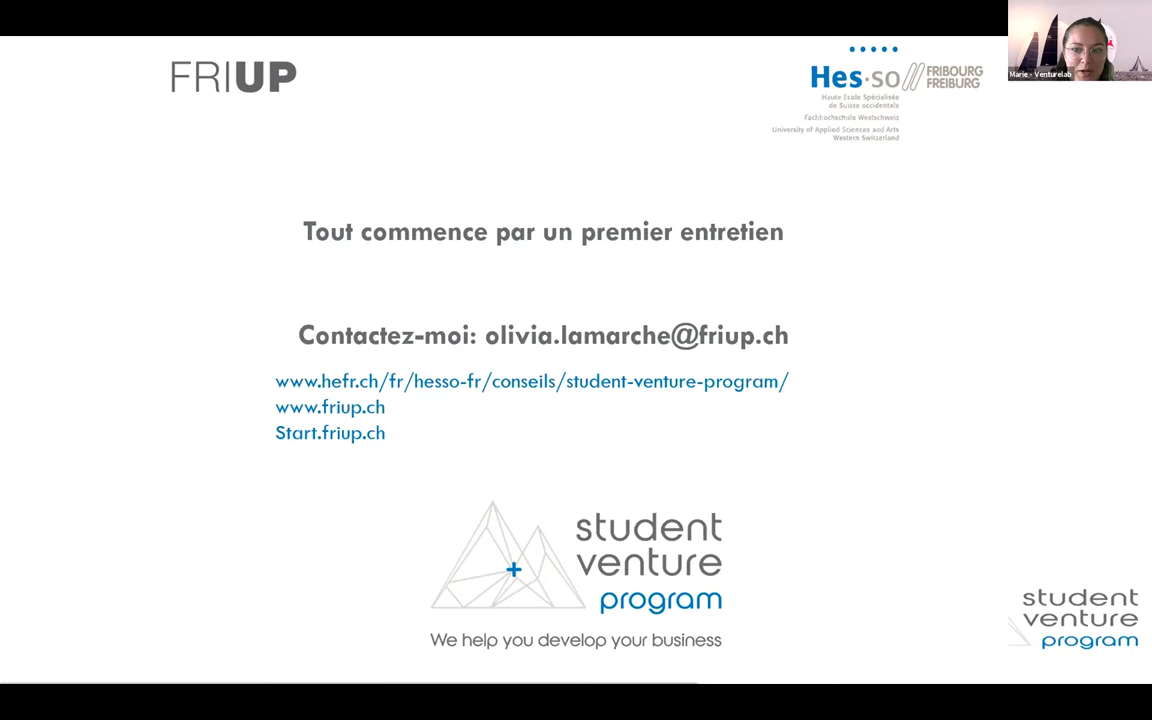 FRIUP
Hes·so // FRIBOURG
FREIBURG
Haute Ecole Spécialisée
de Suisse occidentale
Fachhochschule Westschweiz
University of Applied Sciences and Arts
Western Switzerland
Marie - Venturelab
Tout commence par un premier entretien
Contactez-moi: olivia.lamarche@friup.ch
www.hefr.ch/fr/hesso-fr/conseils/student-venture-program/
www.friup.ch
Start.friup.ch
student
venture
program
We help you develop your business
student
venture
program